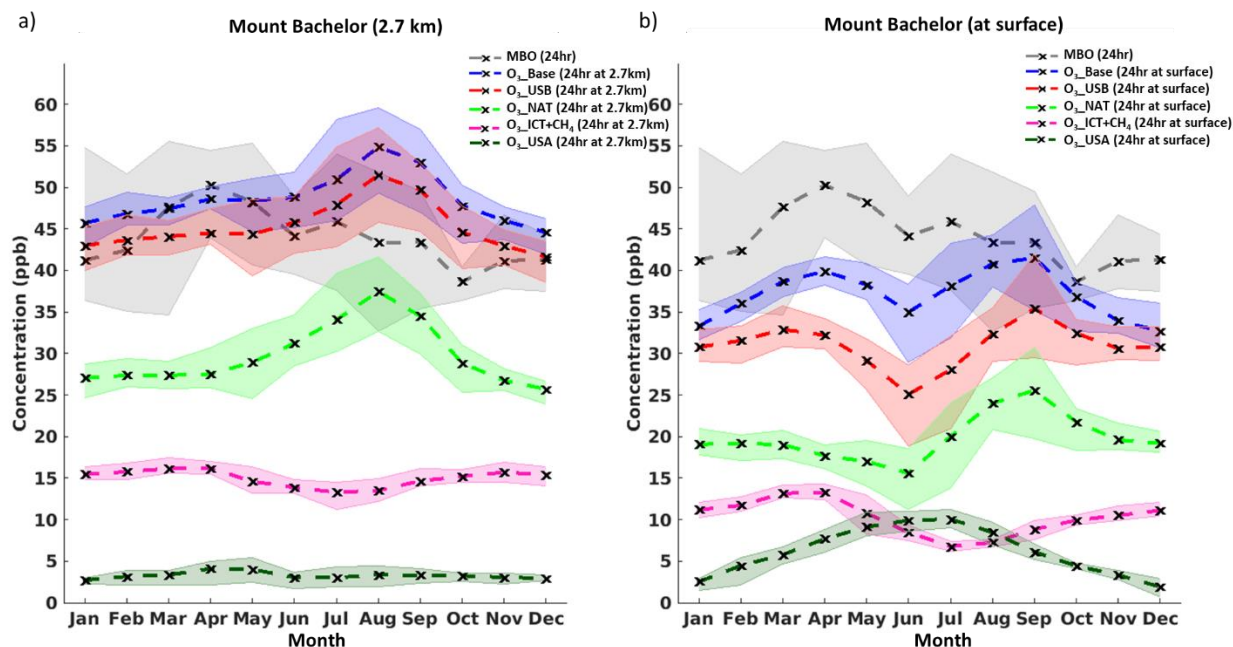 a)
Mount Bachelor (2.7 km)
MBO (24hr)
O₃_Base (24hr at 2.7km)
O₃_USB (24hr at 2.7km)
O₃_NAT (24hr at 2.7km)
O₃_ICT+CH₄ (24hr at 2.7km)
O₃_USA (24hr at 2.7km)
60
55
50
45
40
35
30
25
20
15
10
5
0
Concentration (ppb)
Jan Feb Mar Apr May Jun Jul Aug Sep Oct Nov Dec
Month
b)
Mount Bachelor (at surface)
MBO (24hr)
O₃_Base (24hr at surface)
O₃_USB (24hr at surface)
O₃_NAT (24hr at surface)
O₃_ICT+CH₄ (24hr at surface)
O₃_USA (24hr at surface)
60
55
50
45
40
35
30
25
20
15
10
5
0
Concentration (ppb)
Jan Feb Mar Apr May Jun Jul Aug Sep Oct Nov Dec
Month